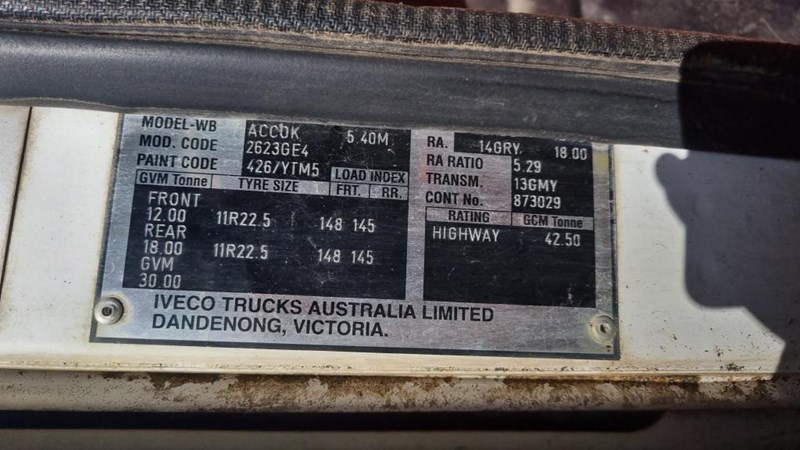 MODEL-WB ACCOK 5.40M
MOD. CODE 2623GE4
PAINT CODE 426/YTM5
GVM Tonne TYRE SIZE LOAD INDEX
FRT. RR.
FRONT
12.00 11R22.5 148 145
REAR
18.00 11R22.5 148 145
GVM
30.00
RA. 14GRY. 18.00
RA RATIO 5.29
TRANSM. 13GMY
CONT No. 873029
RATING GCM Tonne
HIGHWAY 42.50
IVECO TRUCKS AUSTRALIA LIMITED
DANDENONG, VICTORIA.